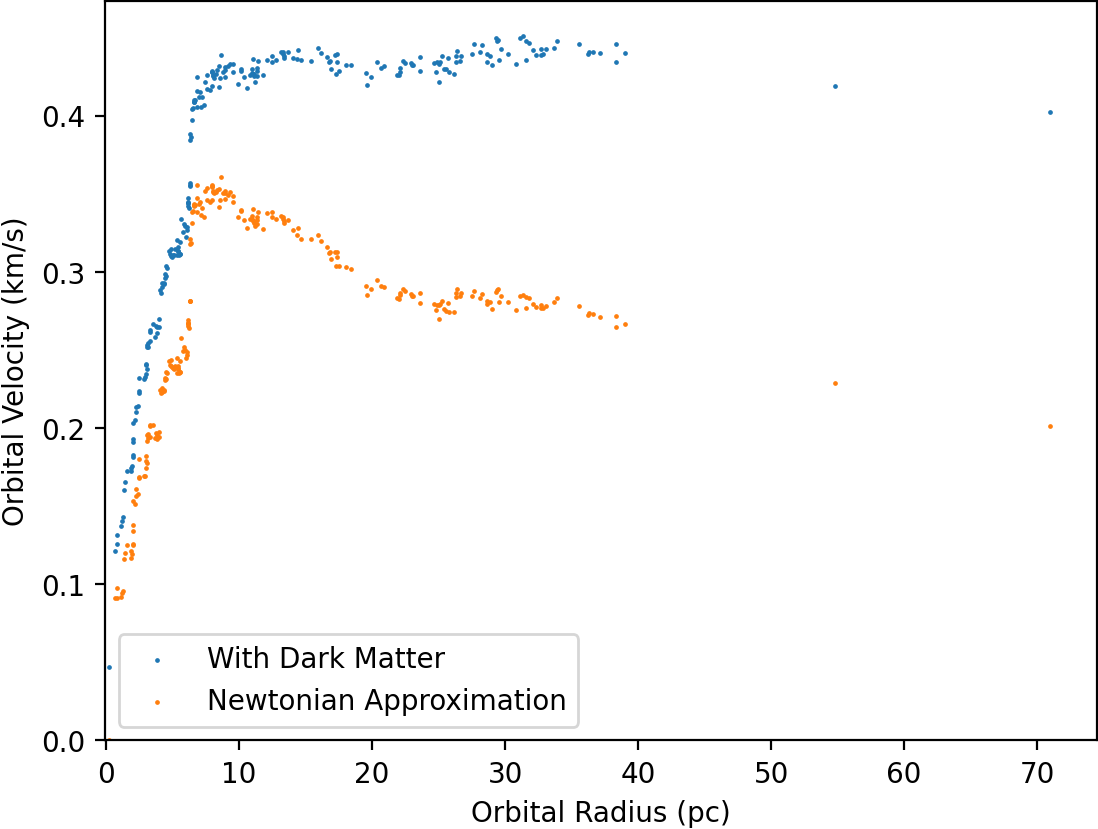 0.4
0.3
0.2
0.1
0.0
Orbital Velocity (km/s)
With Dark Matter
Newtonian Approximation
0 10 20 30 40 50 60 70
Orbital Radius (pc)